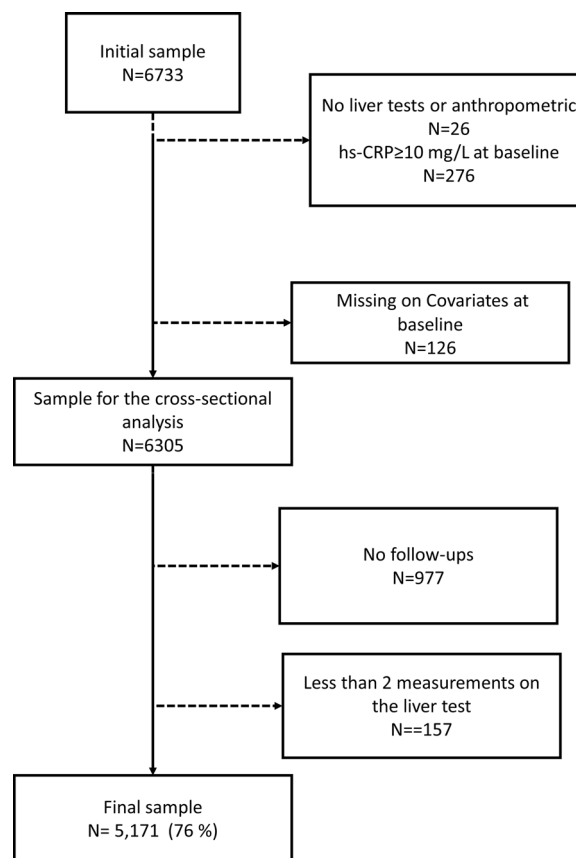 Initial sample
N=6733
No liver tests or anthropometric
N=26
hs-CRP≥10 mg/L at baseline
N=276
Missing on Covariates at
baseline
N=126
Sample for the cross-sectional
analysis
N=6305
No follow-ups
N=977
Less than 2 measurements on
the liver test
N==157
Final sample
N= 5,171 (76 %)